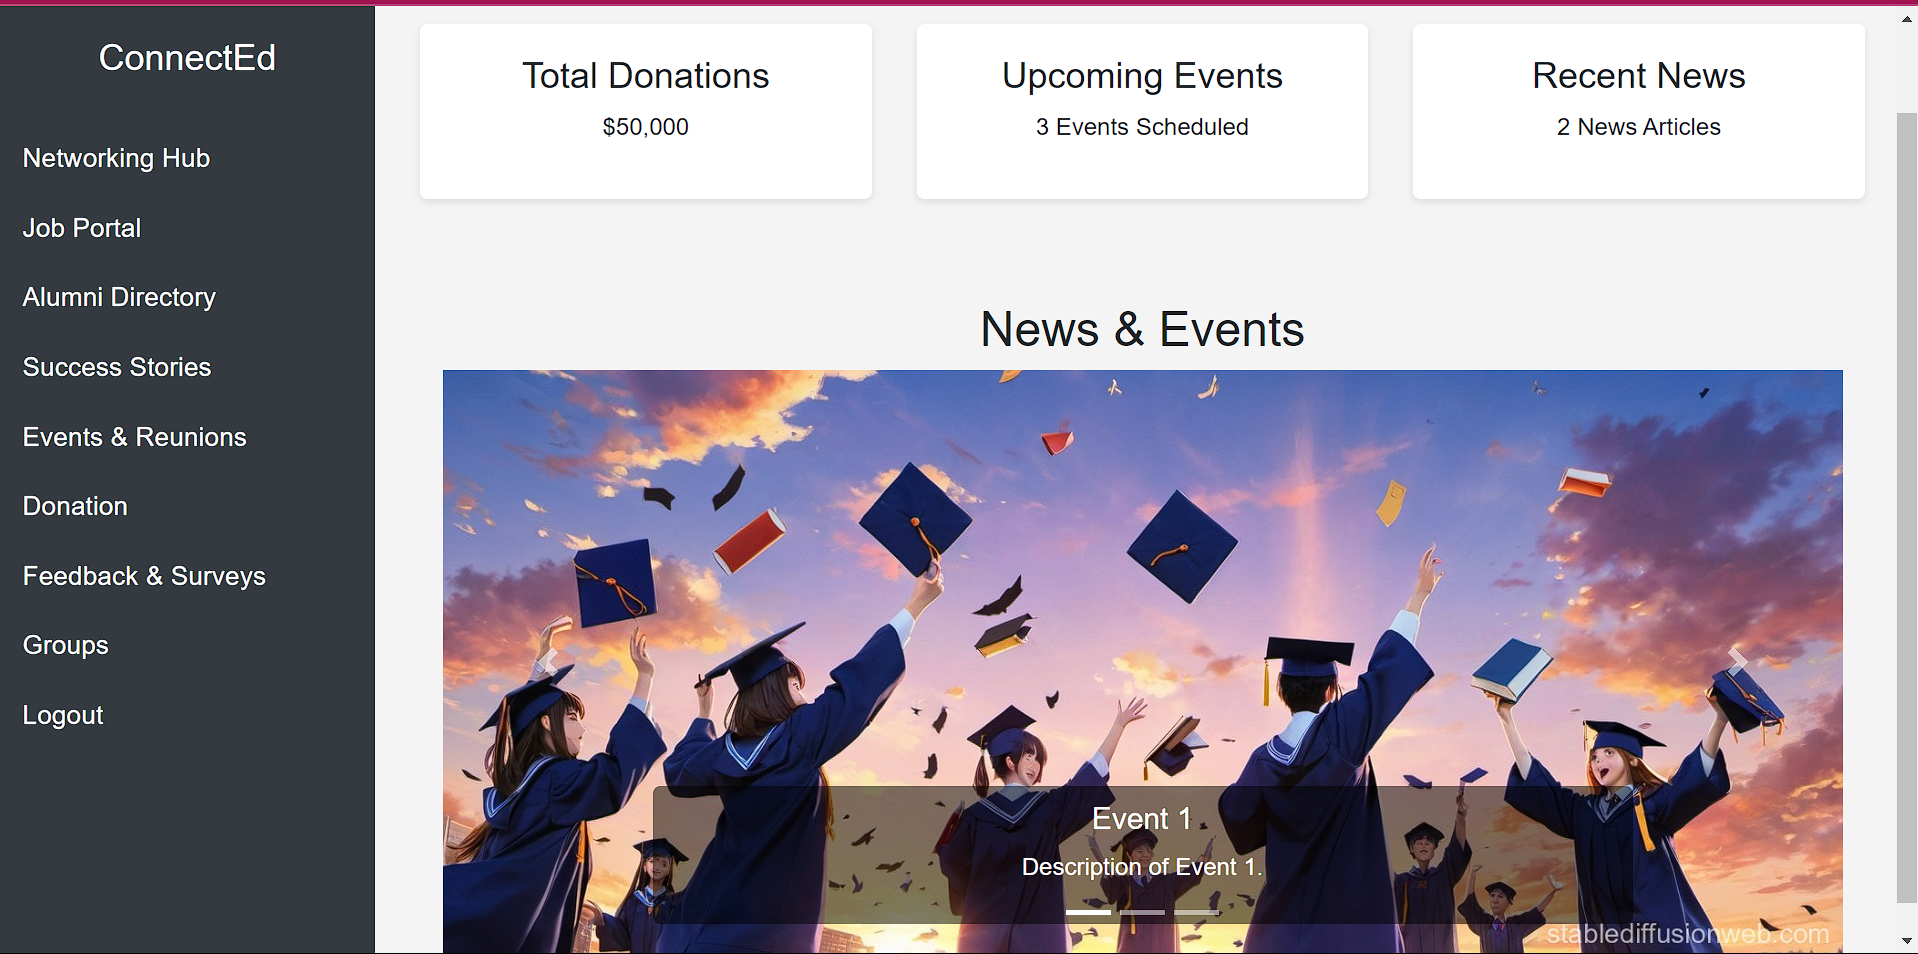 ConnectEd
Networking Hub
Job Portal
Alumni Directory
Success Stories
Events & Reunions
Donation
Feedback & Surveys
Groups
Logout
Total Donations
$50,000
Upcoming Events
3 Events Scheduled
Recent News
2 News Articles
News & Events
Event 1
Description of Event 1.
stablediffusionweb.com